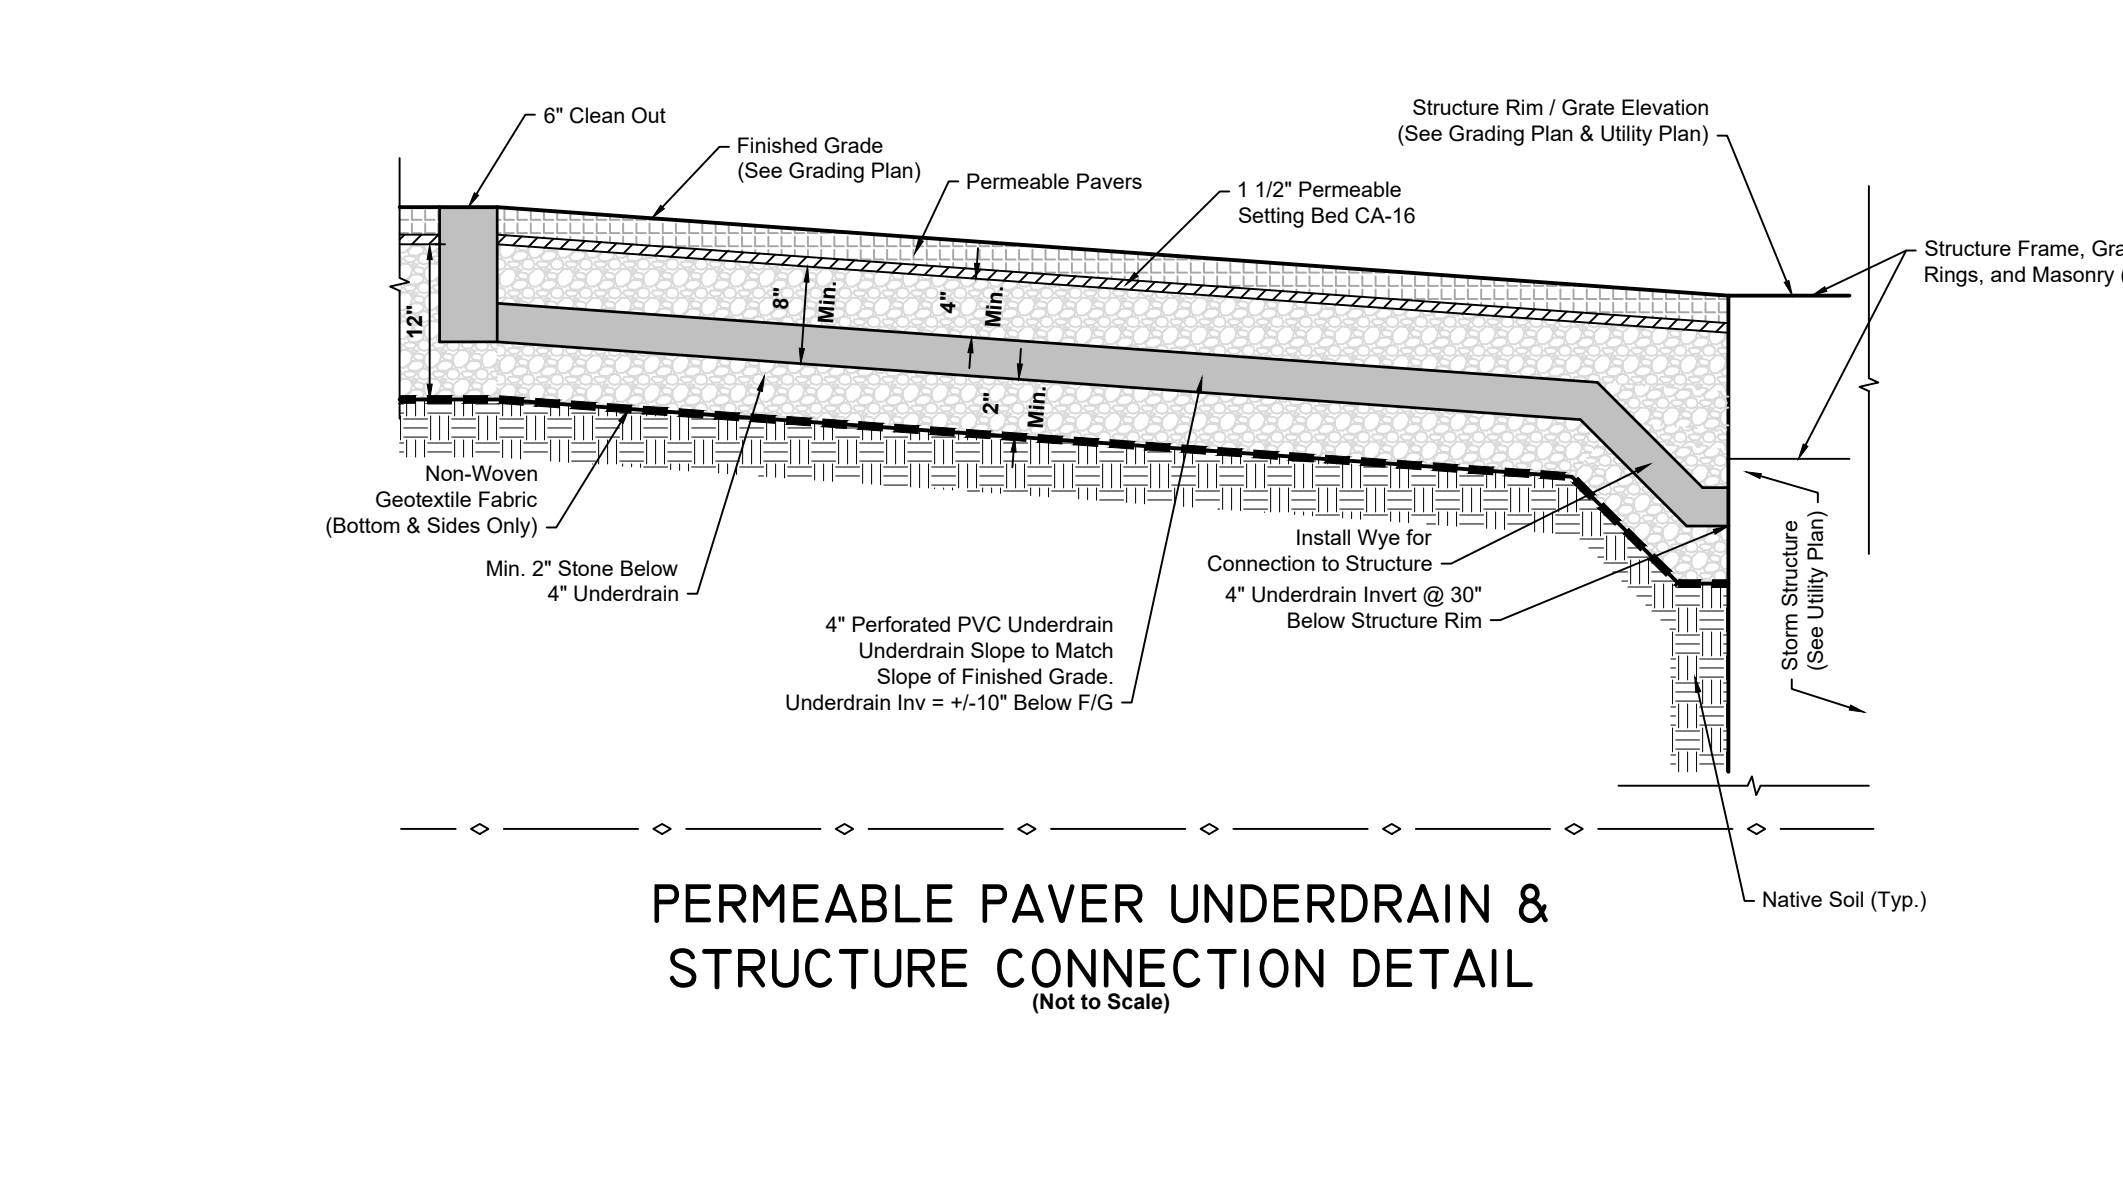 6" Clean Out
Finished Grade
(See Grading Plan)
Permeable Pavers
1 1/2" Permeable
Setting Bed CA-16
Structure Rim / Grate Elevation
(See Grading Plan & Utility Plan)
Structure Frame, Gra
Rings, and Masonry (
12"
8"
Min.
4"
Min.
2"
Min.
Non-Woven
Geotextile Fabric
(Bottom & Sides Only)
Min. 2" Stone Below
4" Underdrain
4" Perforated PVC Underdrain
Underdrain Slope to Match
Slope of Finished Grade.
Underdrain Inv = +/-10" Below F/G
Install Wye for
Connection to Structure
4" Underdrain Invert @ 30"
Below Structure Rim
Storm Structure
(See Utility Plan)
Native Soil (Typ.)
PERMEABLE PAVER UNDERDRAIN &
STRUCTURE CONNECTION DETAIL
(Not to Scale)